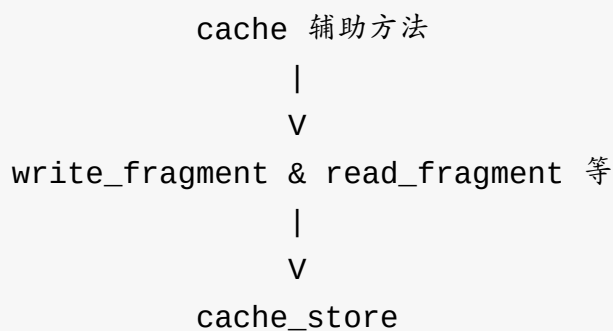 cache 辅助方法
|
V
write_fragment & read_fragment 等
|
V
cache_store